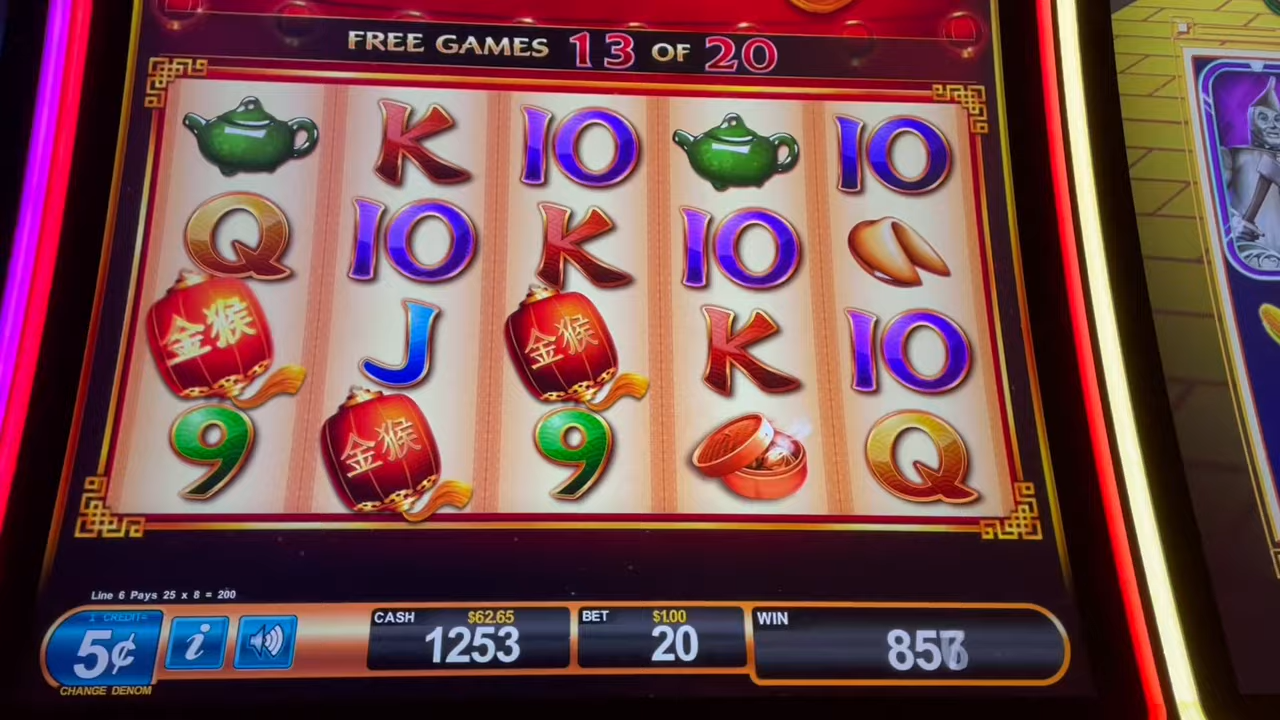 FREE GAMES 13 OF 20
K 10 10
Q 10 K 10
金猴 J 金猴 K 10
9 金猴 9 Q
Line 6 Pays 25 x 8 = 200
1 CREDIT=
5¢
CHANGE DENOM
i
CASH $62.65
1253
BET $1.00
20
WIN